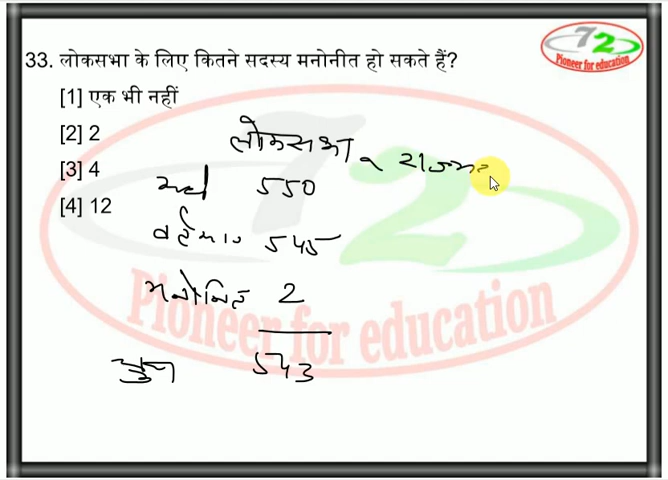 72
Pioneer for education
33. लोकसभा के लिए कितने सदस्य मनोनीत हो सकते हैं?
[1] एक भी नहीं
[2] 2
[3] 4
[4] 12
लोकसभा
550
545
मनोनित 2
543
72
Pioneer for education